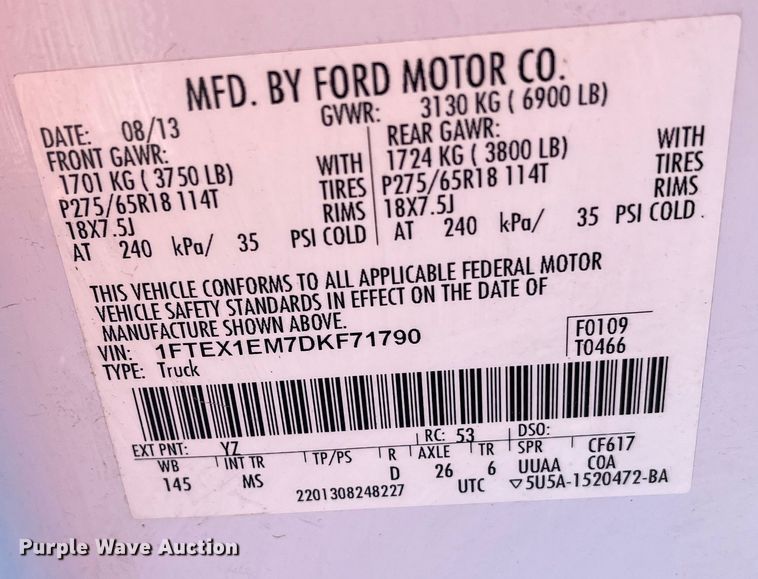 MFD. BY FORD MOTOR CO.
DATE: 08/13 GVWR: 3130 KG ( 6900 LB)
FRONT GAWR: REAR GAWR:
1701 KG ( 3750 LB) WITH 1724 KG ( 3800 LB) WITH
P275/65R18 114T TIRES P275/65R18 114T TIRES
18X7.5J RIMS 18X7.5J RIMS
AT 240 kPa/ 35 PSI COLD AT 240 kPa/ 35 PSI COLD .
THIS VEHICLE CONFORMS TO ALL APPLICABLE FEDERAL MOTOR
VEHICLE SAFETY STANDARDS IN EFFECT ON THE DATE OF
MANUFACTURE SHOWN ABOVE.
VIN: 1FTEX1EM7DKF71790 F0109
TYPE: Truck T0466
EXT PNT: YZ RC: 53 DSO:
WB INT TR TP/PS R AXLE TR SPR CF617
145 MS D 26 6 UUAA COA
2201308248227 UTC ▽5U5A-1520472-BA
Purple Wave Auction